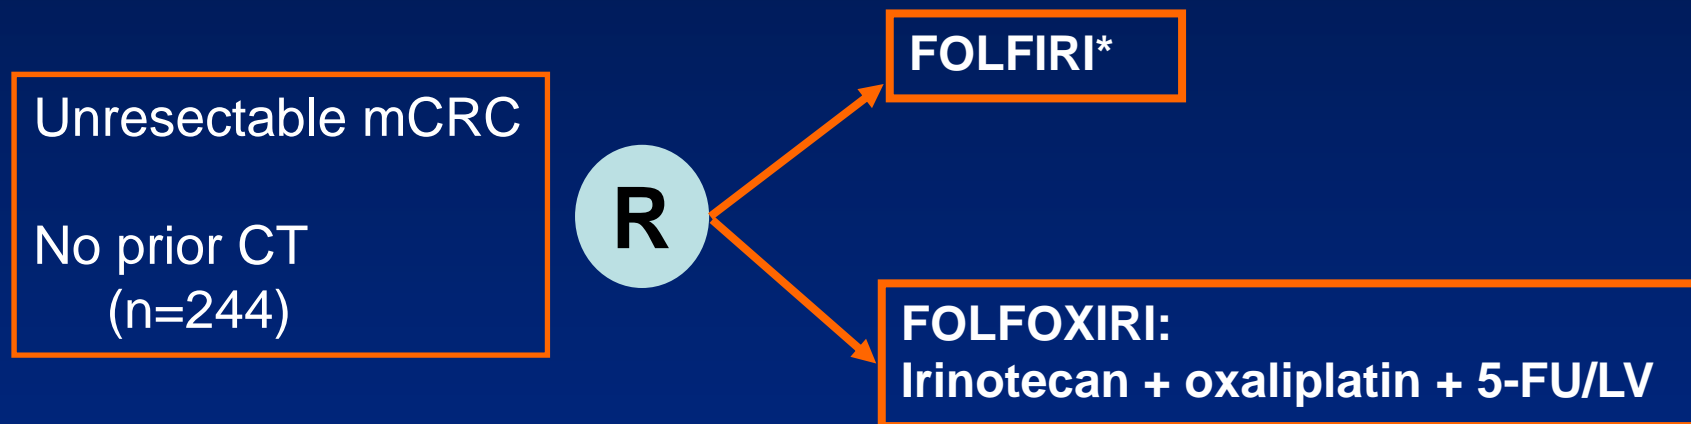 Unresectable mCRC
No prior CT
(n=244)
R
FOLFIRI*
FOLFOXIRI:
Irinotecan + oxaliplatin + 5-FU/LV